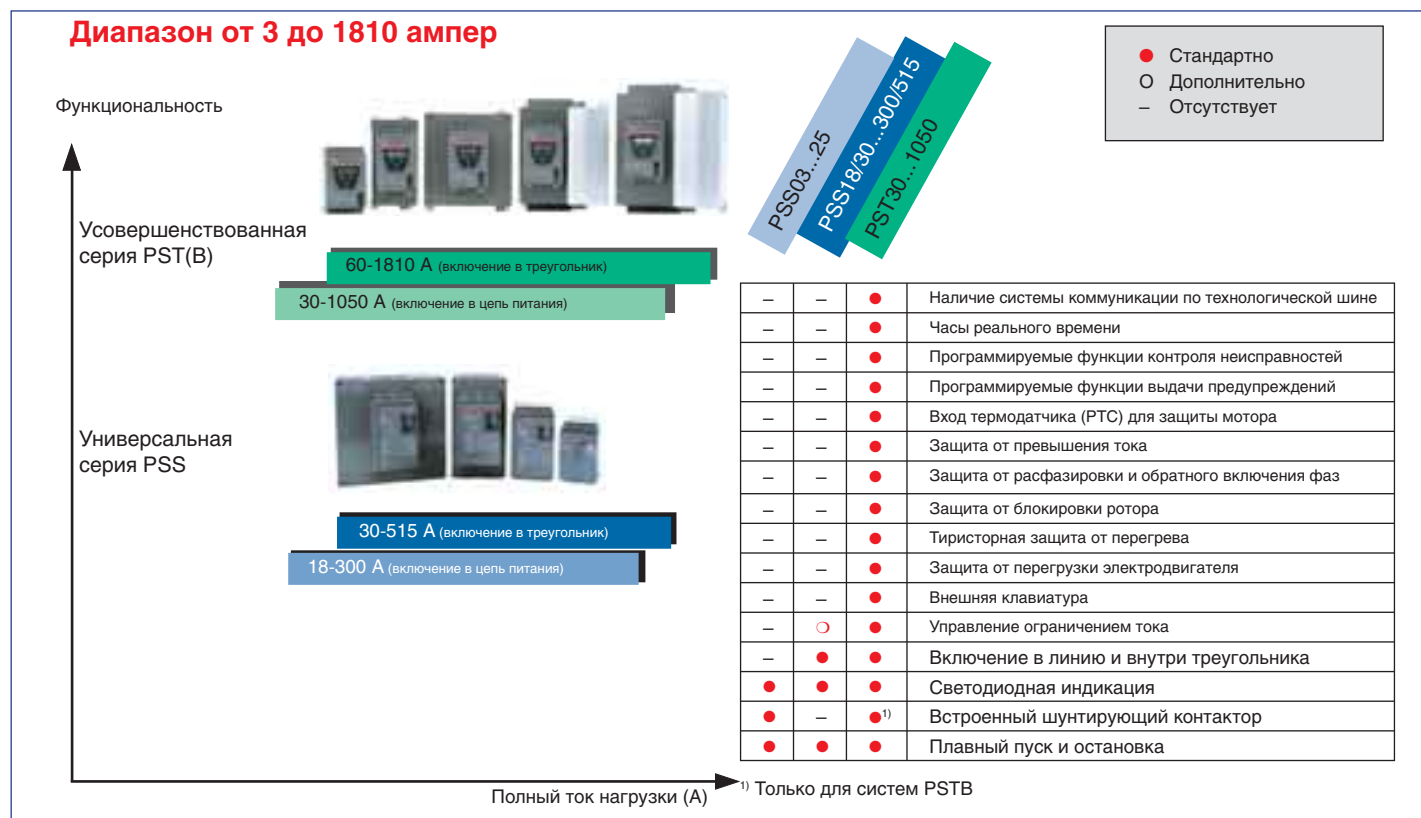 Диапазон от 3 до 1810 ампер
Функциональность
Усовершенствованная
серия PST(B)
60-1810 А (включение в треугольник)
30-1050 А (включение в цепь питания)
Универсальная
серия PSS
30-515 А (включение в треугольник)
18-300 А (включение в цепь питания)
Полный ток нагрузки (А)
PSS03...25
PSS18/30...300/515
PST30...1050
● Стандартно
О Дополнительно
– Отсутствует
– – ● Наличие системы коммуникации по технологической шине
– – ● Часы реального времени
– – ● Программируемые функции контроля неисправностей
– – ● Программируемые функции выдачи предупреждений
– – ● Вход термодатчика (PTC) для защиты мотора
– – ● Защита от превышения тока
– – ● Защита от расфазировки и обратного включения фаз
– – ● Защита от блокировки ротора
– – ● Тиристорная защита от перегрева
– – ● Защита от перегрузки электродвигателя
– – ● Внешняя клавиатура
– ❍ ● Управление ограничением тока
– ● ● Включение в линию и внутри треугольника
● ● ● Светодиодная индикация
● – ●¹⁾ Встроенный шунтирующий контактор
● ● ● Плавный пуск и остановка
¹⁾ Только для систем PSTB